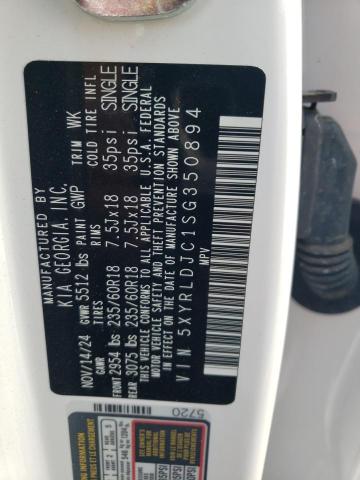 MANUFACTURED BY
KIA GEORGIA, INC.
NOV/14/24 GVWR 5512 lbs PAINT GWP TRIM WK
GAWR TIRES RIMS COLD TIRE INFL
FRONT 2954 lbs 235/60R18 7.5Jx18 35psi SINGLE
REAR 3075 lbs 235/60R18 7.5Jx18 35psi SINGLE
THIS VEHICLE CONFORMS TO ALL APPLICABLE U.S.A. FEDERAL
MOTOR VEHICLE SAFETY AND THEFT PREVENTION STANDARDS
IN EFFECT ON THE DATE OF MANUFACTURE SHOWN ABOVE
VIN 5XYRLDJC1SG350894
MPV
5720